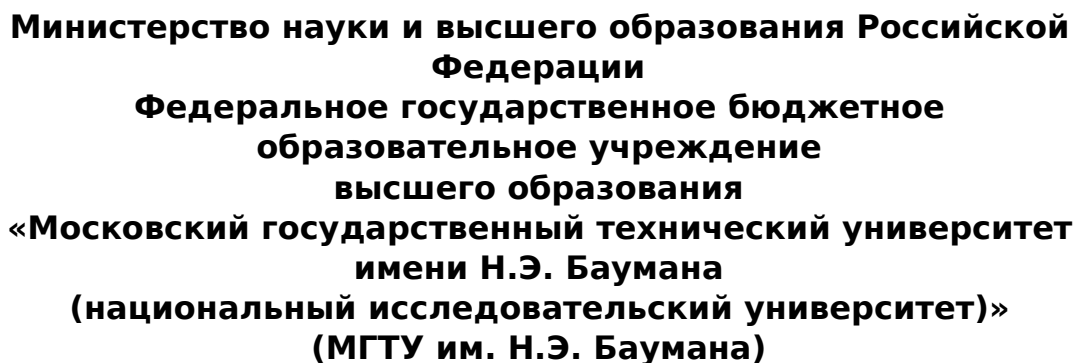 Министерство науки и высшего образования Российской
Федерации
Федеральное государственное бюджетное
образовательное учреждение
высшего образования
«Московский государственный технический университет
имени Н.Э. Баумана
(национальный исследовательский университет)»
(МГТУ им. Н.Э. Баумана)